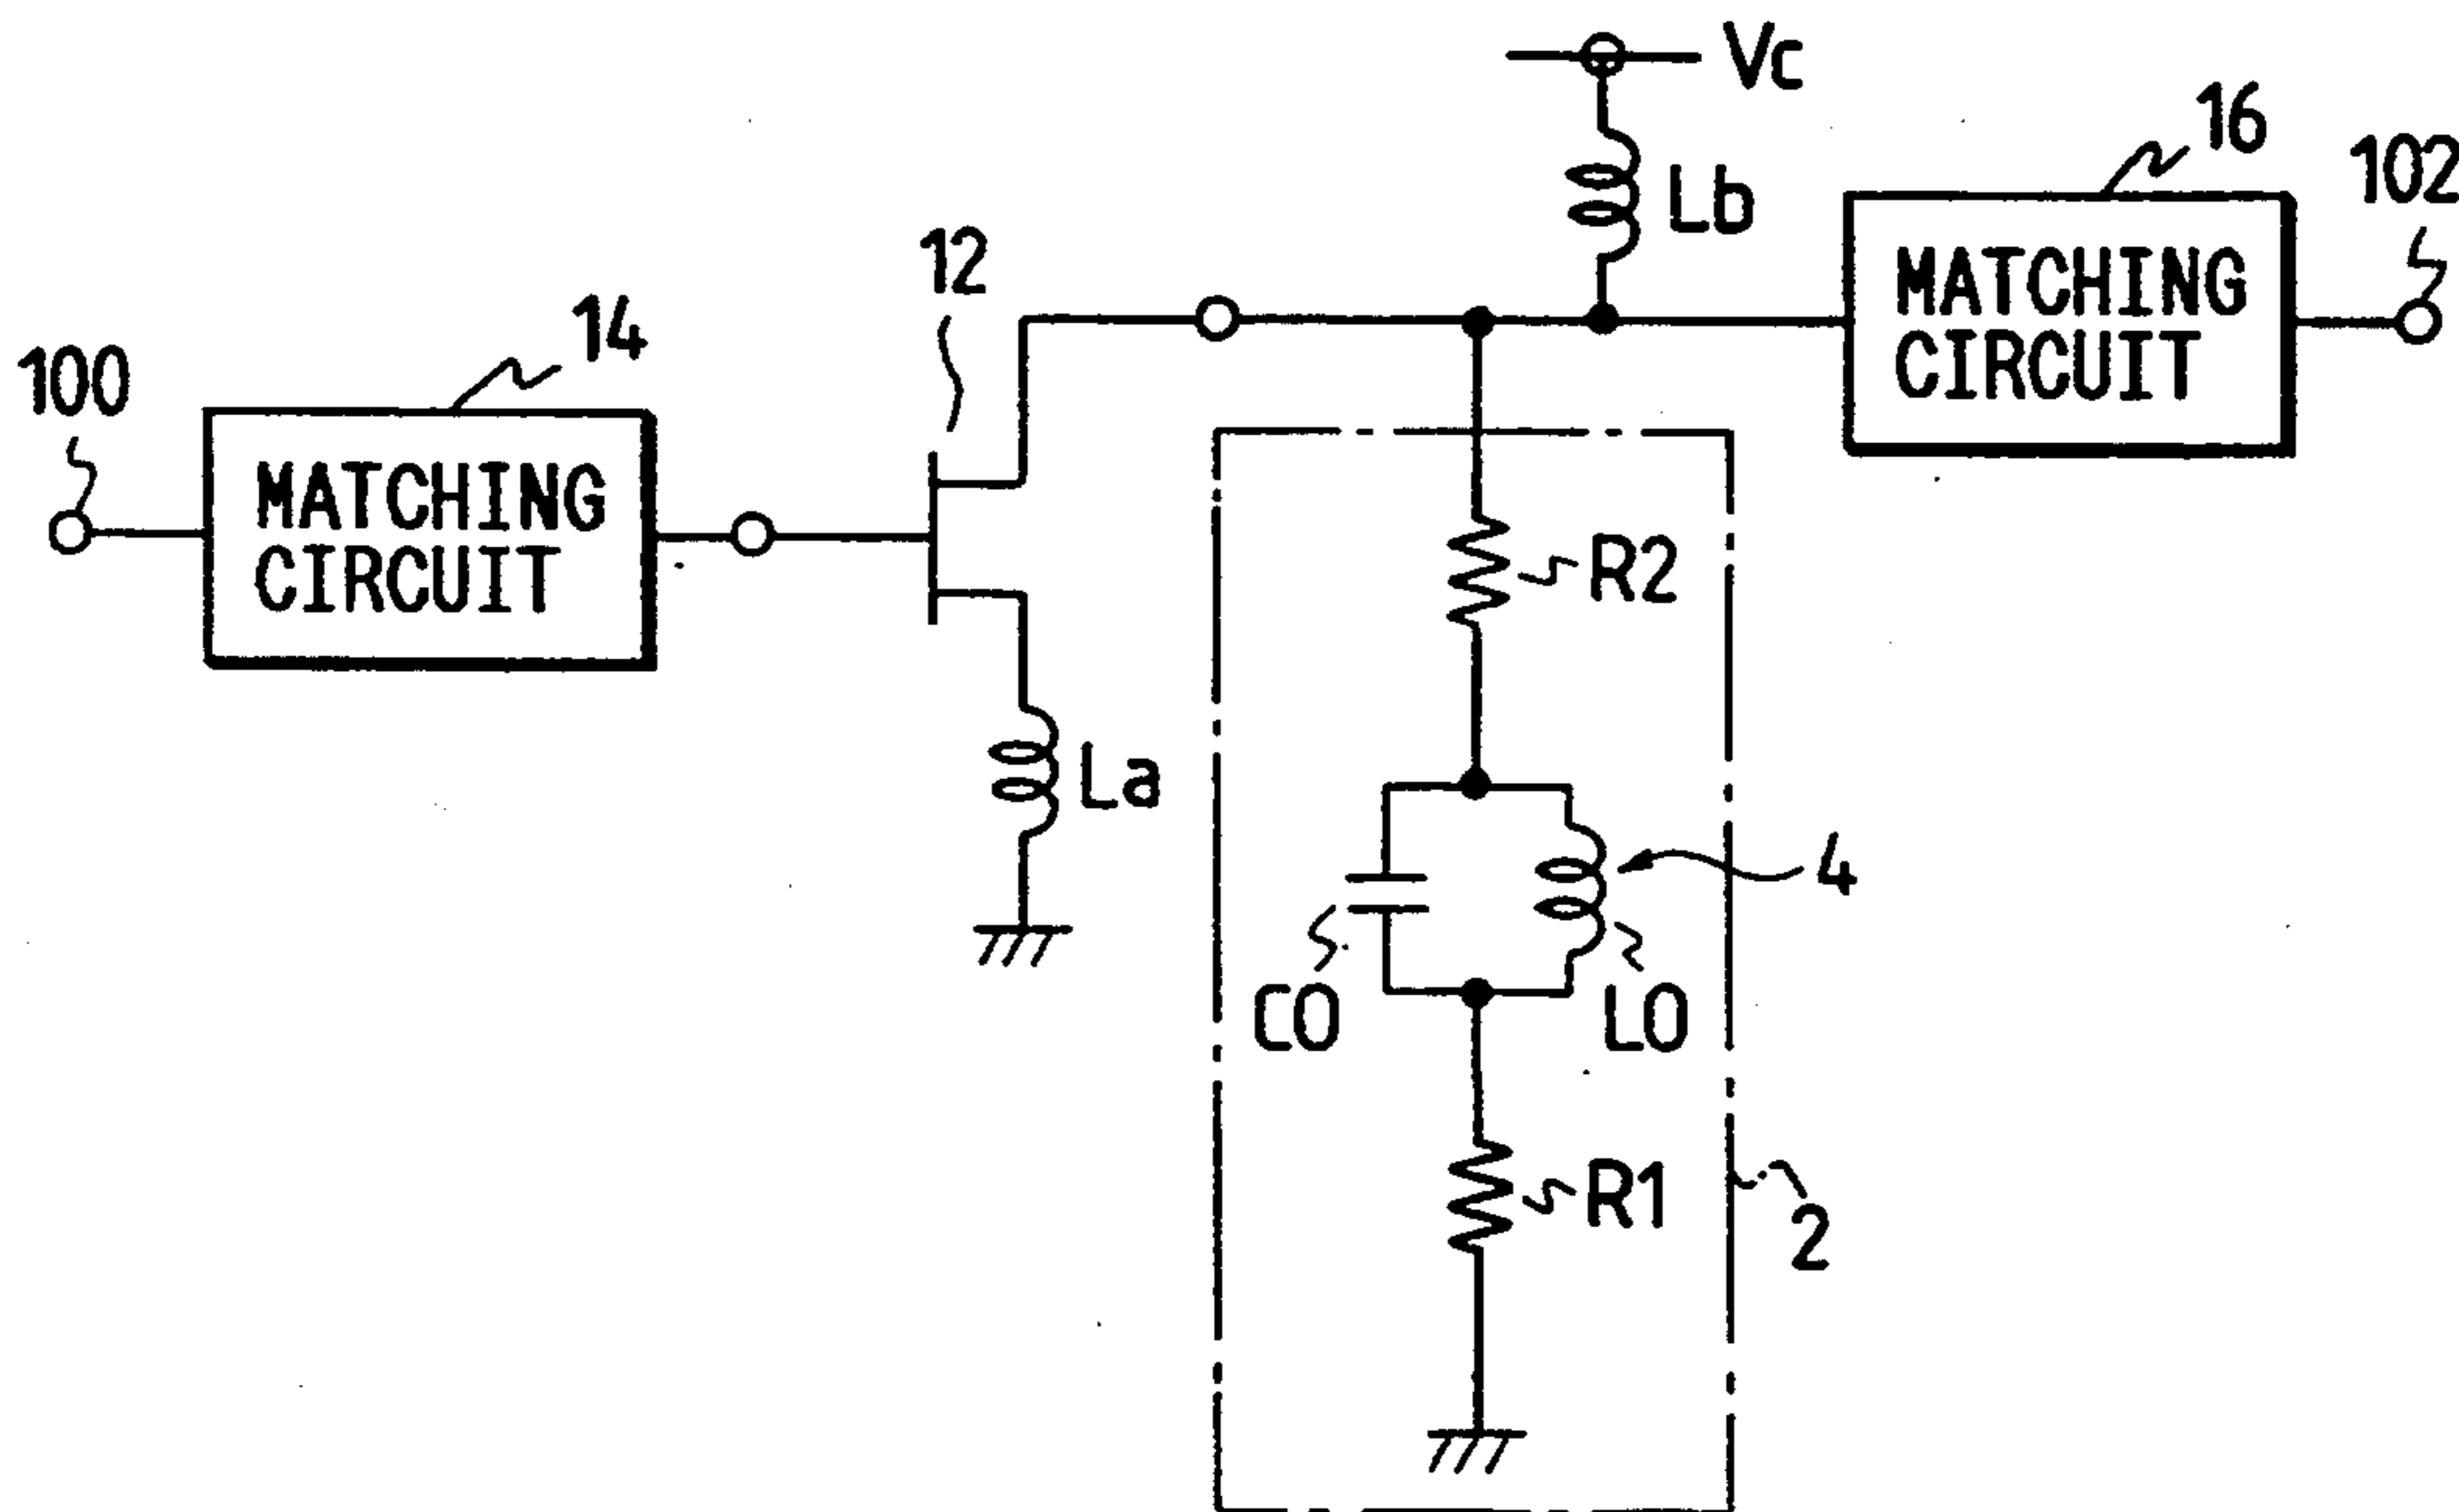 Vc
16
102
Lb
MATCHING
CIRCUIT
12
14
100
MATCHING
CIRCUIT
R2
La
4
C0
L0
R1
2